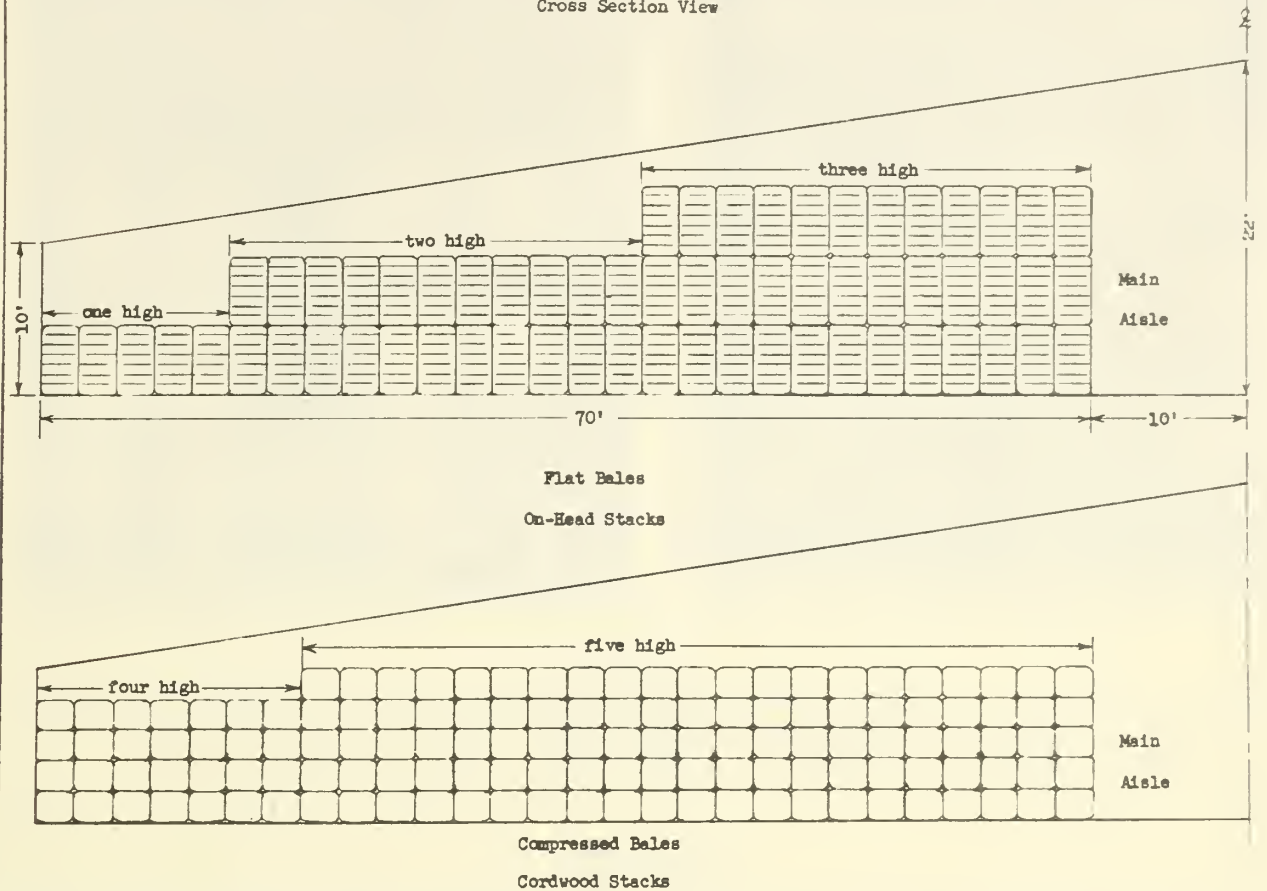 Cross Section View
three high
two high
one high
10'
22'
Main
Aisle
70'
10'
Flat Bales
On-Head Stacks
five high
four high
Main
Aisle
Compressed Bales
Cordwood Stacks